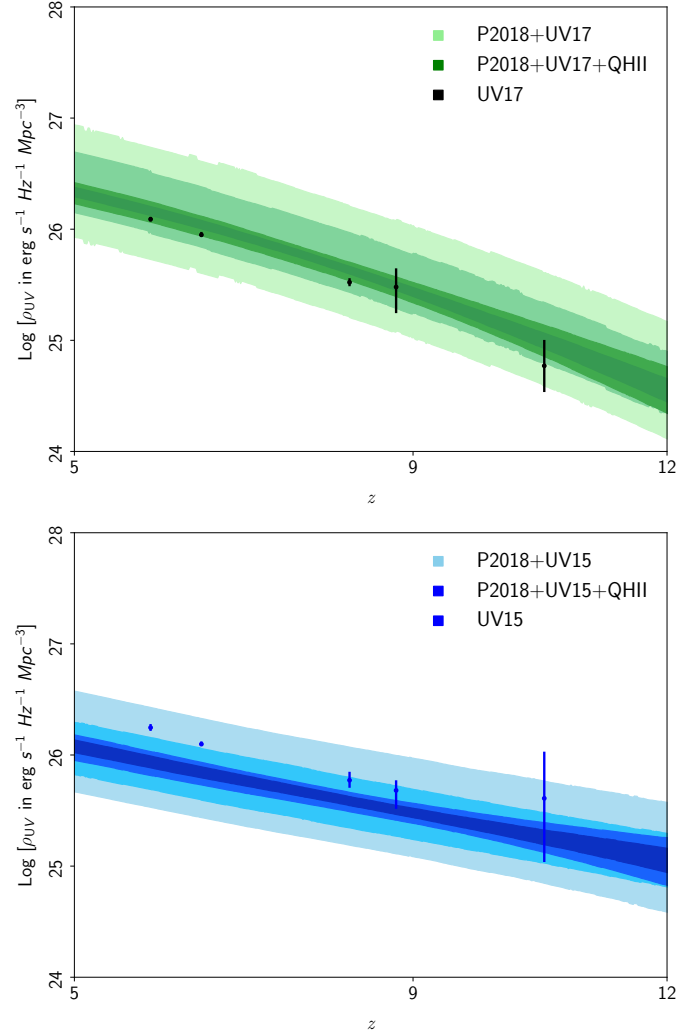 28
27
26
25
24
Log [ρUV in erg s−1 Hz−1 Mpc−3]
P2018+UV17
P2018+UV17+QHII
UV17
5
9
12
z
28
27
26
25
24
Log [ρUV in erg s−1 Hz−1 Mpc−3]
P2018+UV15
P2018+UV15+QHII
UV15
5
9
12
z